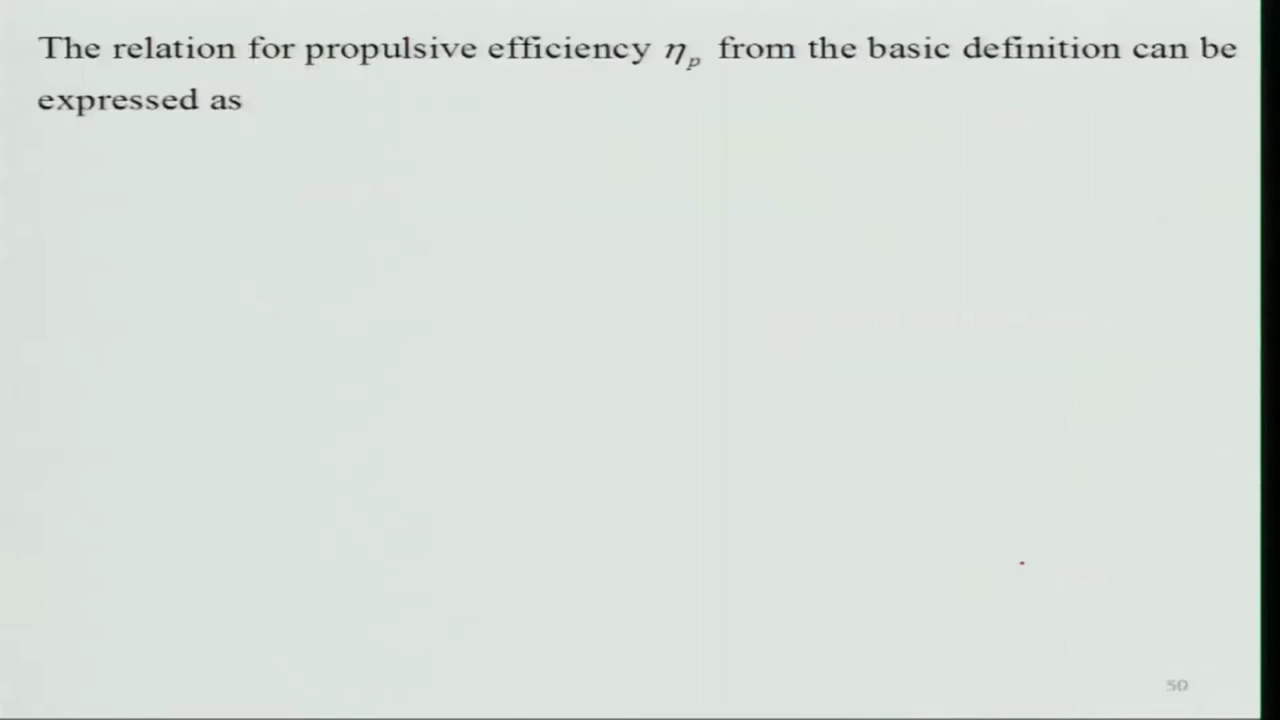 The relation for propulsive efficiency η_p from the basic definition can be
expressed as
50